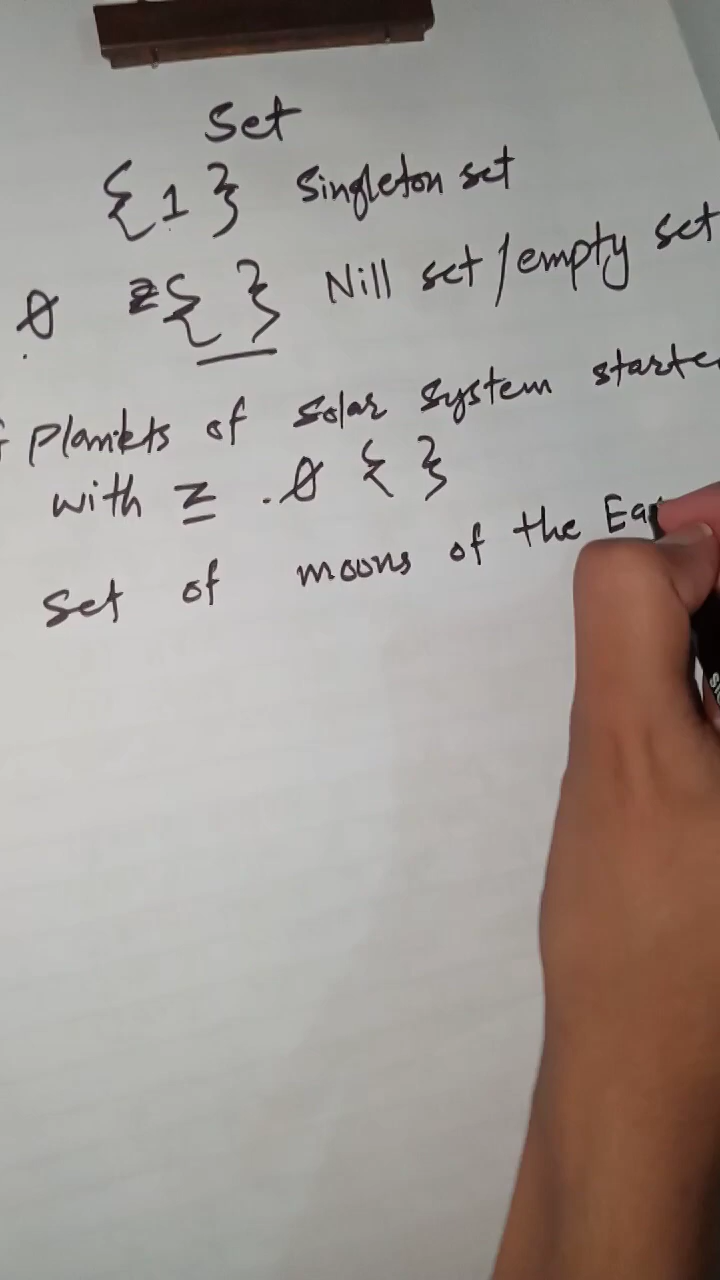 Set
{1} Singleton set
∅ {} Nill set/empty set
Plankts of solar system starte
with z . ∅ { }
Set of moons of the Ea